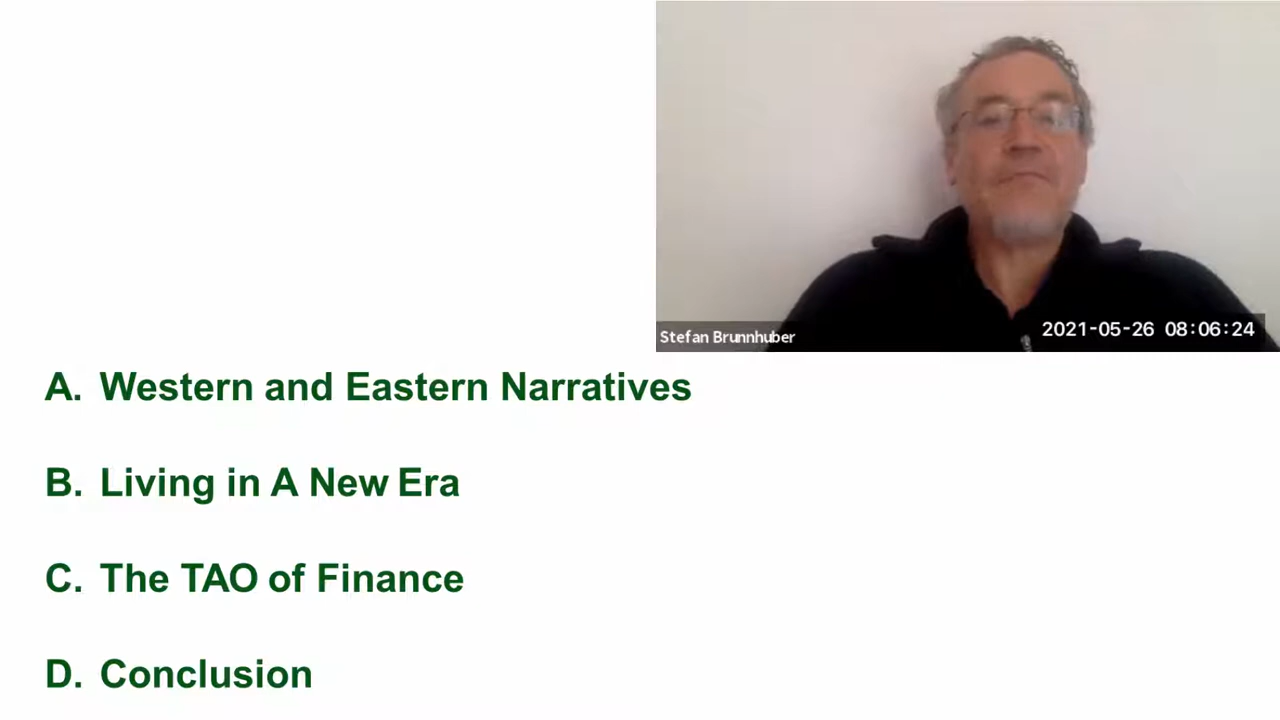 Stefan Brunnhuber
2021-05-26 08:06:24
A. Western and Eastern Narratives
B. Living in A New Era
C. The TAO of Finance
D. Conclusion